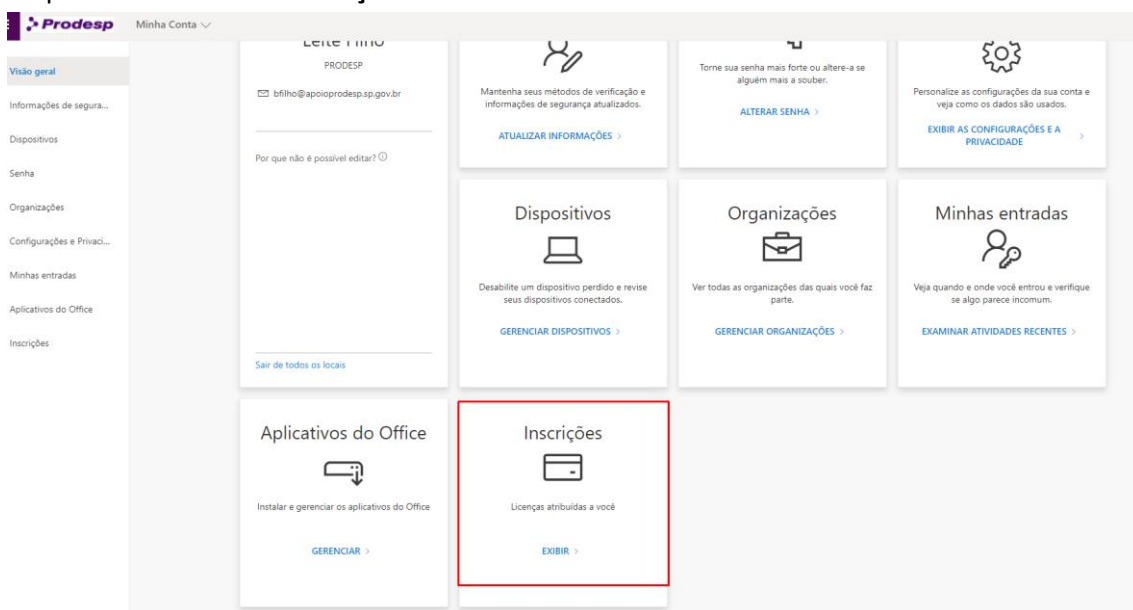 Prodesp
Minha Conta
Visão geral
Informações de segura...
Dispositivos
Senha
Organizações
Configurações e Privaci...
Minhas entradas
Aplicativos do Office
Inscrições
Leite Filho
PRODESP
bfilho@apoioprodesp.sp.gov.br
Por que não é possível editar?
Sair de todos os locais
Mantenha seus métodos de verificação e
informações de segurança atualizados.
ATUALIZAR INFORMAÇÕES >
Torne sua senha mais forte ou altere-a se
alguém mais a souber.
ALTERAR SENHA >
Personalize as configurações da sua conta e
veja como os dados são usados.
EXIBIR AS CONFIGURAÇÕES E A
PRIVACIDADE >
Dispositivos
Desabilite um dispositivo perdido e revise
seus dispositivos conectados.
GERENCIAR DISPOSITIVOS >
Organizações
Ver todas as organizações das quais você faz
parte.
GERENCIAR ORGANIZAÇÕES >
Minhas entradas
Veja quando e onde você entrou e verifique
se algo parece incomum.
EXAMINAR ATIVIDADES RECENTES >
Aplicativos do Office
Instalar e gerenciar os aplicativos do Office
GERENCIAR >
Inscrições
Licenças atribuídas a você
EXIBIR >